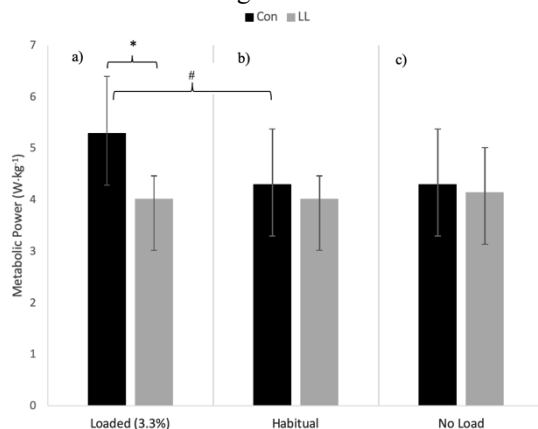 Con LL
7
6
5
4
3
2
1
0
Metabolic Power (W·kg⁻¹)
a) * b) c)
#
Loaded (3.3%) Habitual No Load